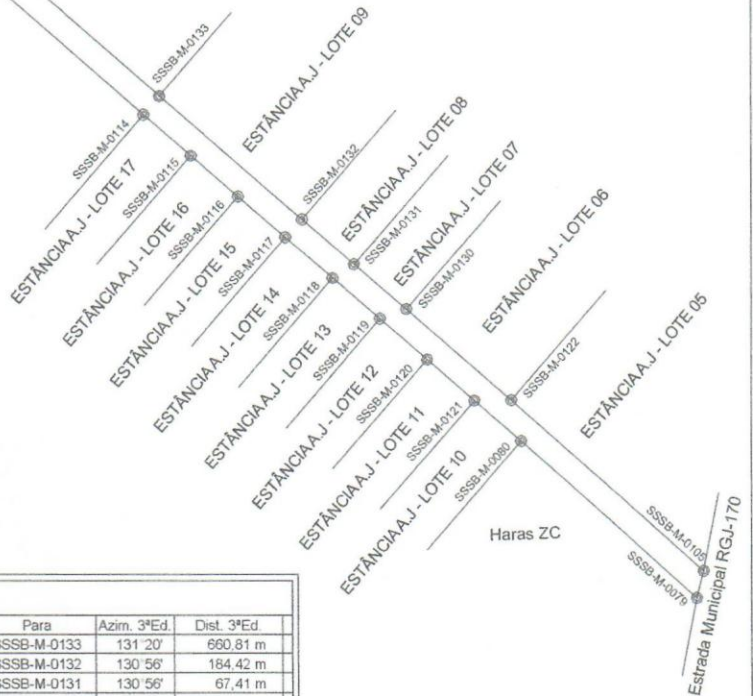 SSSB-M-0133
ESTÂNCIA A.J - LOTE 09
SSSB-M-0114
SSSB-M-0132
ESTÂNCIA A.J - LOTE 08
ESTÂNCIA A.J - LOTE 17
SSSB-M-0115
SSSB-M-0131
ESTÂNCIA A.J - LOTE 07
ESTÂNCIA A.J - LOTE 16
SSSB-M-0116
SSSB-M-0130
ESTÂNCIA A.J - LOTE 06
ESTÂNCIA A.J - LOTE 15
SSSB-M-0117
ESTÂNCIA A.J - LOTE 14
SSSB-M-0118
SSSB-M-0122
ESTÂNCIA A.J - LOTE 05
ESTÂNCIA A.J - LOTE 13
SSSB-M-0119
ESTÂNCIA A.J - LOTE 12
SSSB-M-0120
ESTÂNCIA A.J - LOTE 11
SSSB-M-0121
ESTÂNCIA A.J - LOTE 10
SSSB-M-0080
Haras ZC
SSSB-M-0105
SSSB-M-0079
Estrada Municipal RGJ-170
Para Azim. 3ªEd. Dist. 3ªEd.
SSSB-M-0133 131°20' 660,81 m
SSSB-M-0132 130°56' 184,42 m
SSSB-M-0131 130°56' 67,41 m